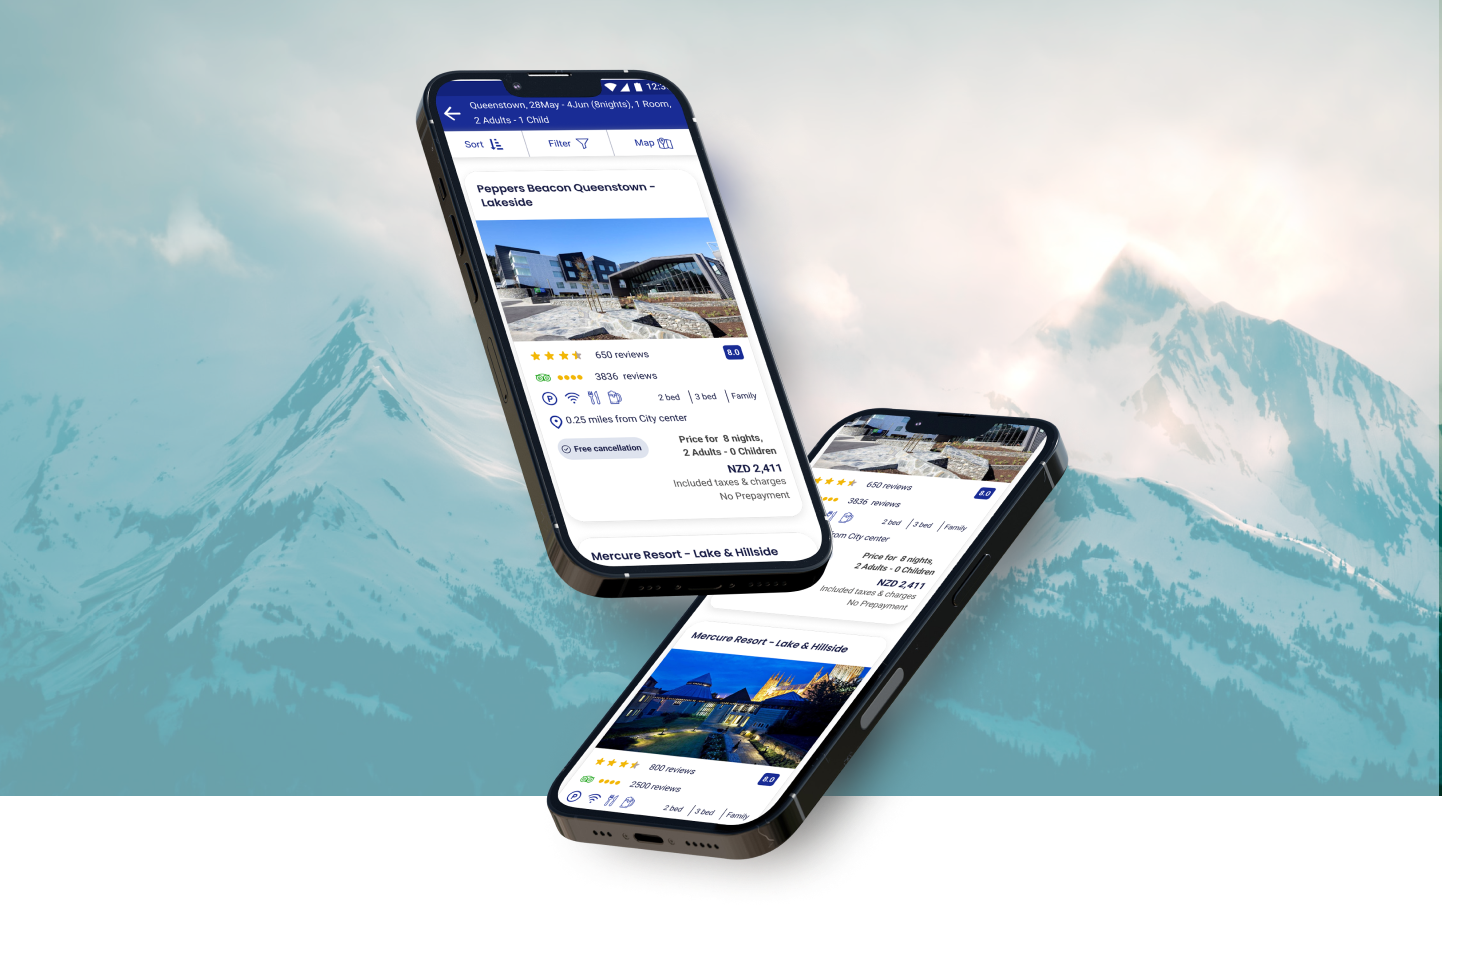 12:3
Queenstown, 28May - 4Jun (8nights), 1 Room,
2 Adults - 1 Child
Sort
Filter
Map
Peppers Beacon Queenstown -
Lakeside
650 reviews
8.0
3836 reviews
P
2 bed
3 bed
Family
0.25 miles from City center
Free cancellation
Price for 8 nights,
2 Adults - 0 Children
NZD 2,411
Included taxes & charges
No Prepayment
Mercure Resort - Lake & Hillside
650 reviews
8.0
3836 reviews
2 bed
3 bed
Family
from City center
Price for 8 nights,
2 Adults - 0 Children
NZD 2,411
Included taxes & charges
No Prepayment
Mercure Resort - Lake & Hillside
800 reviews
8.0
2500 reviews
P
2 bed
3 bed
Family